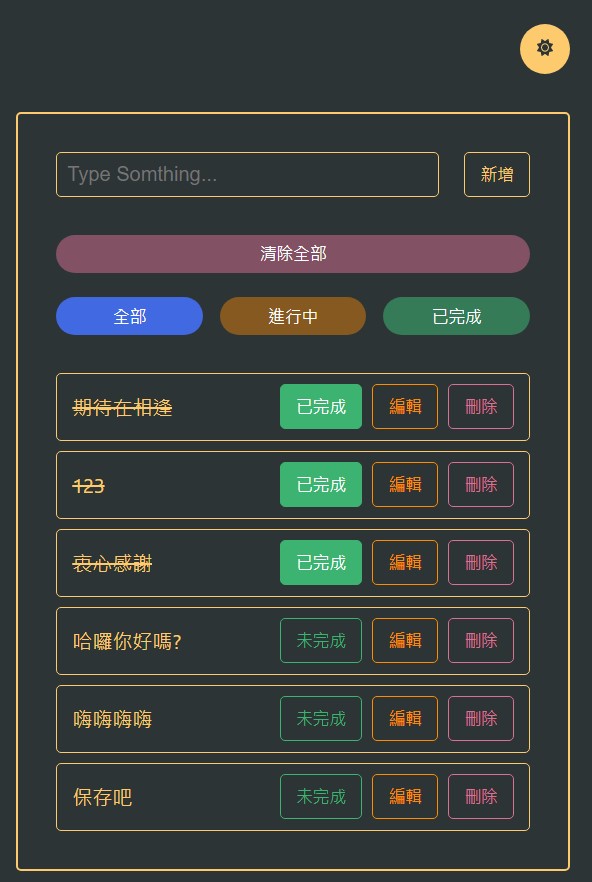 Type Somthing... 新增
清除全部
全部 進行中 已完成
期待在相逢 已完成 編輯 刪除
123 已完成 編輯 刪除
衷心感謝 已完成 編輯 刪除
哈囉你好嗎? 未完成 編輯 刪除
嗨嗨嗨嗨 未完成 編輯 刪除
保存吧 未完成 編輯 刪除